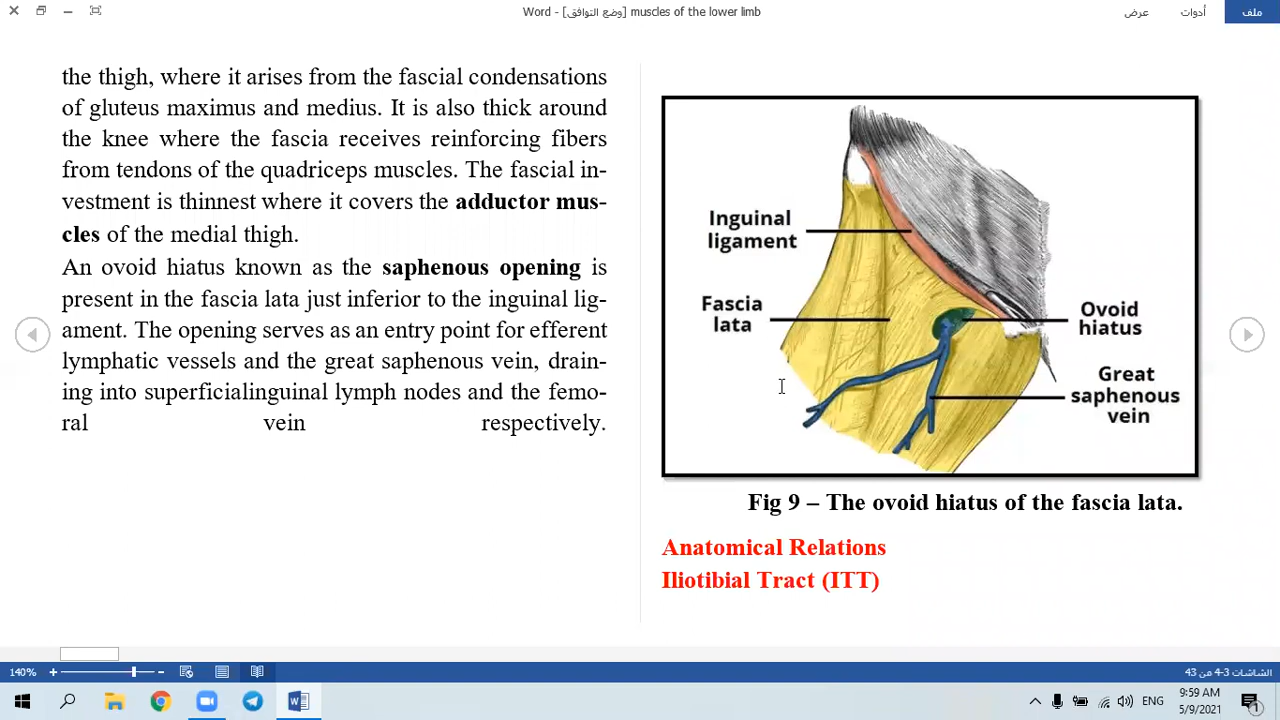 muscles of the lower limb [وضع التوافق] - Word
عرض
أدوات
ملف
the thigh, where it arises from the fascial condensations
of gluteus maximus and medius. It is also thick around
the knee where the fascia receives reinforcing fibers
from tendons of the quadriceps muscles. The fascial in-
vestment is thinnest where it covers the adductor mus-
cles of the medial thigh.
An ovoid hiatus known as the saphenous opening is
present in the fascia lata just inferior to the inguinal lig-
ament. The opening serves as an entry point for efferent
lymphatic vessels and the great saphenous vein, drain-
ing into superficialinguinal lymph nodes and the femo-
ral vein respectively.
Inguinal
ligament
Fascia
lata
Ovoid
hiatus
Great
saphenous
vein
Fig 9 – The ovoid hiatus of the fascia lata.
Anatomical Relations
Iliotibial Tract (ITT)
140%
الشاشات 3-4 من 43
ENG
9:59 AM
5/9/2021
1